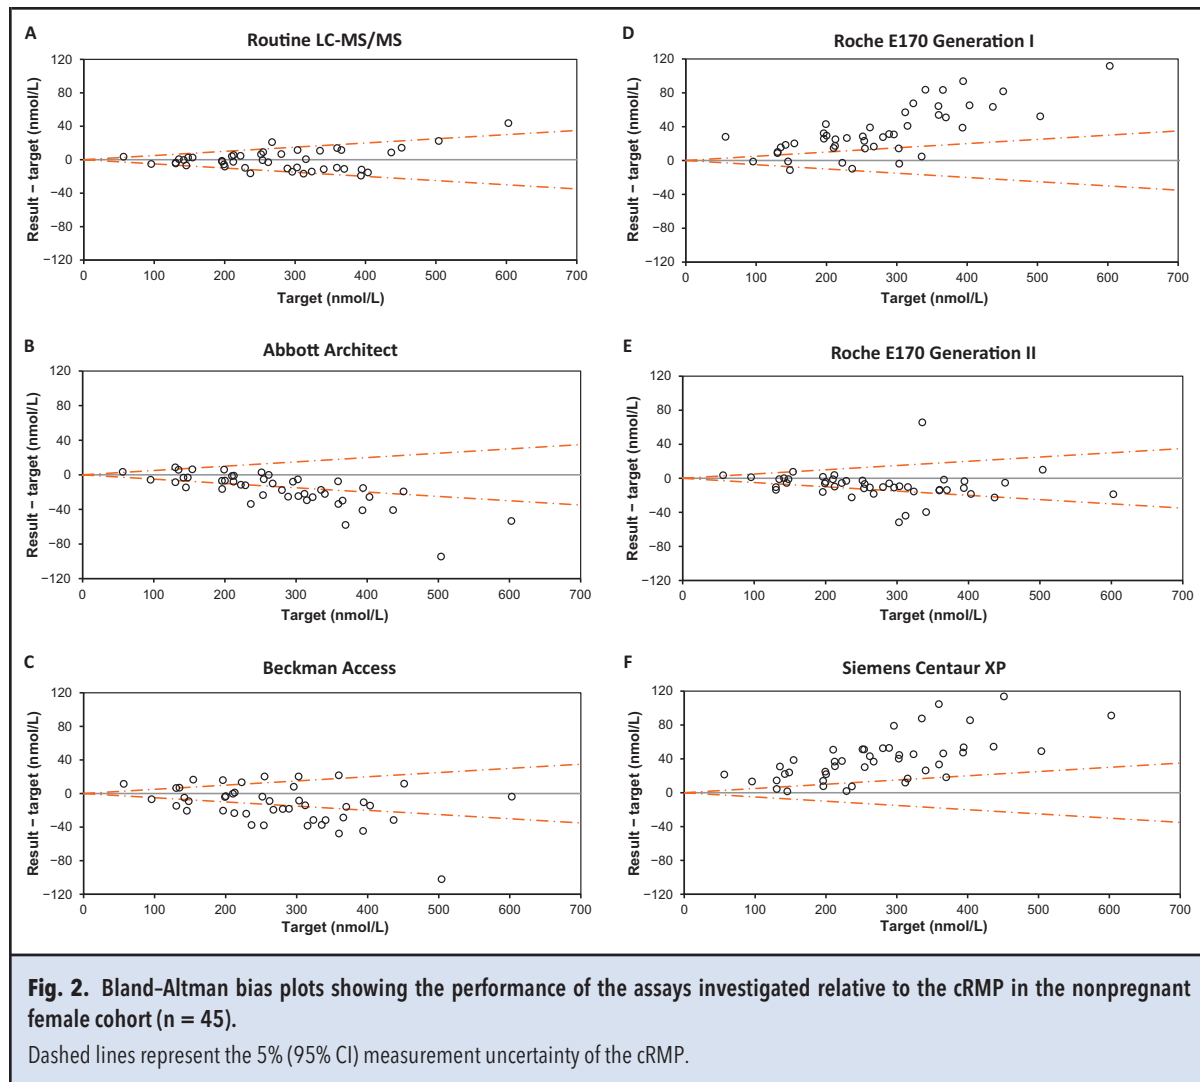 A
Routine LC-MS/MS
Result – target (nmol/L)
120
80
40
0
−40
−80
−120
0 100 200 300 400 500 600 700
Target (nmol/L)
B
Abbott Architect
Result – target (nmol/L)
120
80
40
0
−40
−80
−120
0 100 200 300 400 500 600 700
Target (nmol/L)
C
Beckman Access
Result – target (nmol/L)
120
80
40
0
−40
−80
−120
0 100 200 300 400 500 600 700
Target (nmol/L)
D
Roche E170 Generation I
Result – target (nmol/L)
120
80
40
0
−40
−80
−120
0 100 200 300 400 500 600 700
Target (nmol/L)
E
Roche E170 Generation II
Result – target (nmol/L)
120
80
40
0
−40
−80
−120
0 100 200 300 400 500 600 700
Target (nmol/L)
F
Siemens Centaur XP
Result – target (nmol/L)
120
80
40
0
−40
−80
−120
0 100 200 300 400 500 600 700
Target (nmol/L)
Fig. 2. Bland–Altman bias plots showing the performance of the assays investigated relative to the cRMP in the nonpregnant
female cohort (n = 45).
Dashed lines represent the 5% (95% CI) measurement uncertainty of the cRMP.